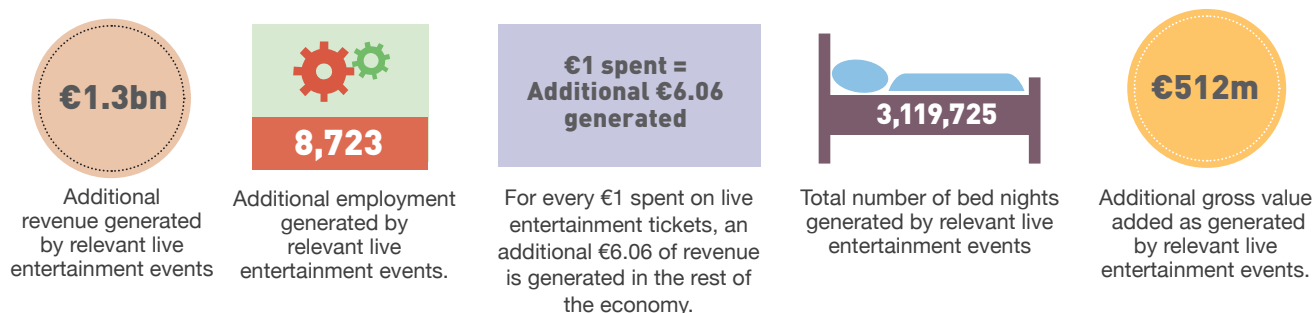 €1.3bn
Additional
revenue generated
by relevant live
entertainment events
8,723
Additional employment
generated by
relevant live
entertainment events.
€1 spent =
Additional €6.06
generated
For every €1 spent on live
entertainment tickets, an
additional €6.06 of revenue
is generated in the rest of
the economy.
3,119,725
Total number of bed nights
generated by relevant live
entertainment events
€512m
Additional gross value
added as generated
by relevant live
entertainment events.